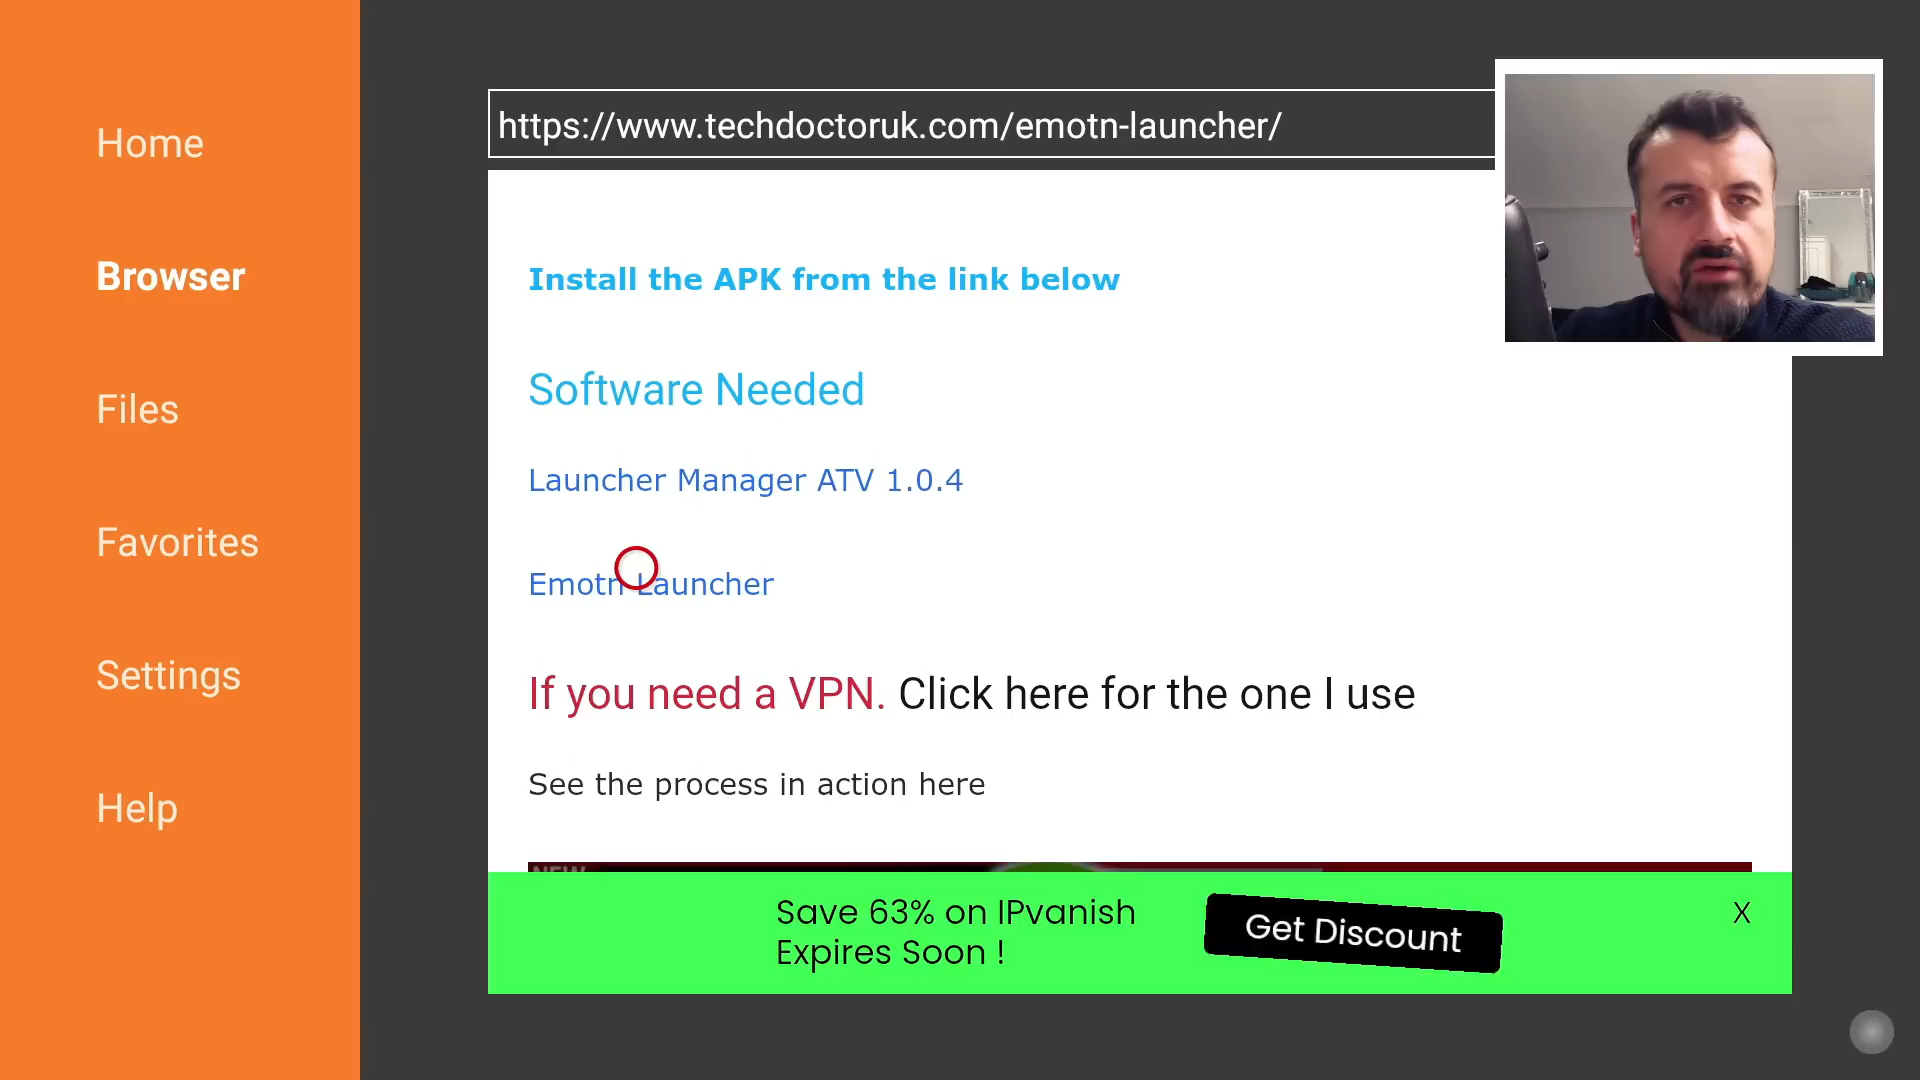 Home
Browser
Files
Favorites
Settings
Help
https://www.techdoctoruk.com/emotn-launcher/
Install the APK from the link below
Software Needed
Launcher Manager ATV 1.0.4
Emotn Launcher
If you need a VPN. Click here for the one I use
See the process in action here
NEW
Save 63% on IPvanish
Expires Soon !
Get Discount
X